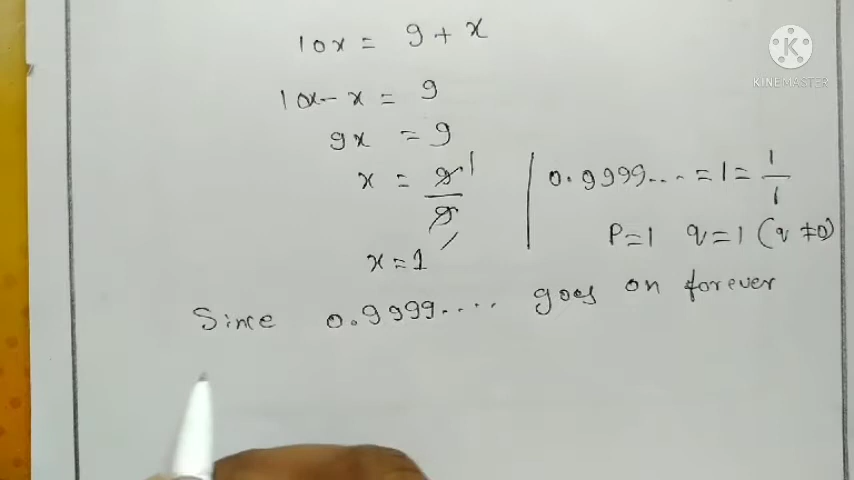 10x = 9 + x
10x - x = 9
9x = 9
x = 9/9 1
x = 1
0.9999.... = 1 = 1/1
P=1 q=1 (q ≠0)
Since 0.9999.... goes on forever
KINEMASTER